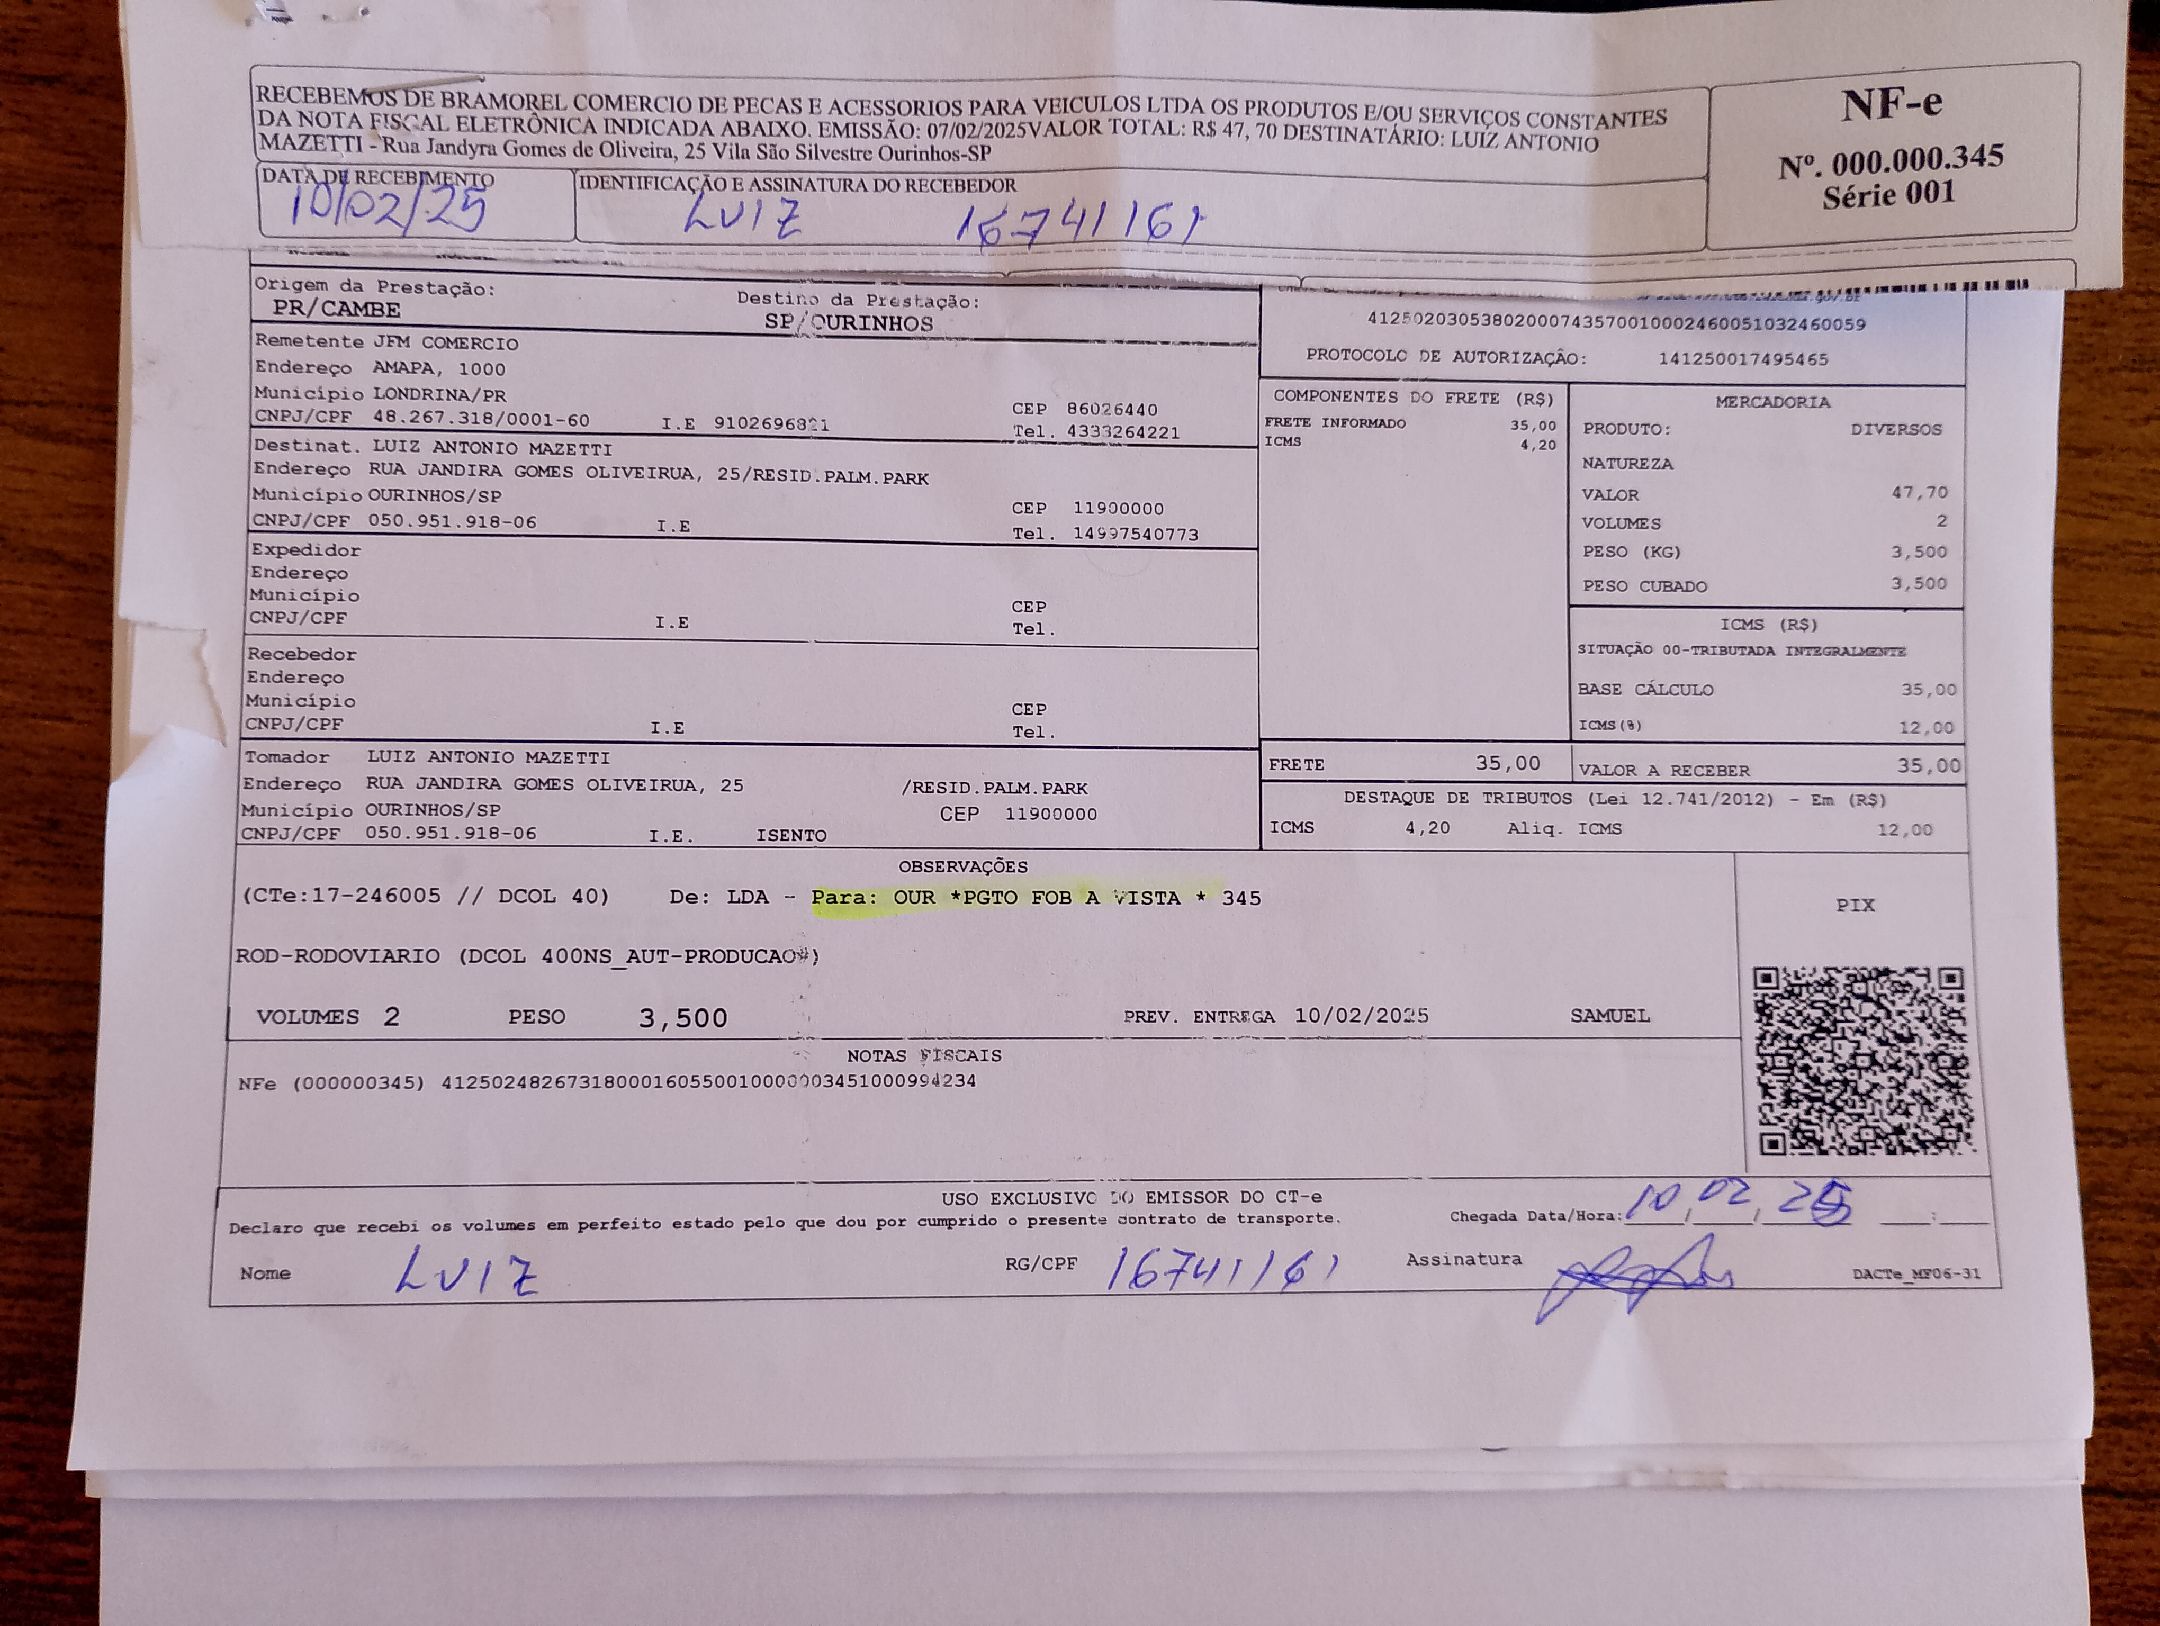 RECEBEMOS DE BRAMOREL COMERCIO DE PECAS E ACESSORIOS PARA VEICULOS LTDA OS PRODUTOS E/OU SERVIÇOS CONSTANTES
DA NOTA FISCAL ELETRÔNICA INDICADA ABAIXO. EMISSÃO: 07/02/2025VALOR TOTAL: R$ 47, 70 DESTINATÁRIO: LUIZ ANTONIO
MAZETTI - Rua Jandyra Gomes de Oliveira, 25 Vila São Silvestre Ourinhos-SP
NF-e
Nº. 000.000.345
Série 001
DATA DE RECEBIMENTO
10/02/25
IDENTIFICAÇÃO E ASSINATURA DO RECEBEDOR
LUIZ 16741161
Origem da Prestação:
PR/CAMBE
Destino da Prestação:
SP/OURINHOS
Remetente JFM COMERCIO
Endereço AMAPA, 1000
Município LONDRINA/PR
CEP 86026440
CNPJ/CPF 48.267.318/0001-60 I.E 9102696821
Tel. 4333264221
Destinat. LUIZ ANTONIO MAZETTI
Endereço RUA JANDIRA GOMES OLIVEIRUA, 25/RESID.PALM.PARK
Município OURINHOS/SP
CEP 11900000
CNPJ/CPF 050.951.918-06 I.E
Tel. 14997540773
Expedidor
Endereço
Município
CEP
CNPJ/CPF I.E
Tel.
Recebedor
Endereço
Município
CEP
CNPJ/CPF I.E
Tel.
Tomador LUIZ ANTONIO MAZETTI
Endereço RUA JANDIRA GOMES OLIVEIRUA, 25 /RESID.PALM.PARK
Município OURINHOS/SP CEP 11900000
CNPJ/CPF 050.951.918-06 I.E. ISENTO
41250203053802000743570010002460051032460059
PROTOCOLO DE AUTORIZAÇÃO: 141250017495465
COMPONENTES DO FRETE (R$)
FRETE INFORMADO 35,00
ICMS 4,20
MERCADORIA
PRODUTO: DIVERSOS
NATUREZA
VALOR 47,70
VOLUMES 2
PESO (KG) 3,500
PESO CUBADO 3,500
ICMS (R$)
SITUAÇÃO 00-TRIBUTADA INTEGRALMENTE
BASE CÁLCULO 35,00
ICMS(%) 12,00
FRETE 35,00
VALOR A RECEBER 35,00
DESTAQUE DE TRIBUTOS (Lei 12.741/2012) - Em (R$)
ICMS 4,20 Aliq. ICMS 12,00
OBSERVAÇÕES
(CTe:17-246005 // DCOL 40) De: LDA - Para: OUR *PGTO FOB A VISTA * 345
PIX
ROD-RODOVIARIO (DCOL 400NS_AUT-PRODUCAO#)
VOLUMES 2 PESO 3,500 PREV. ENTREGA 10/02/2025 SAMUEL
NOTAS FISCAIS
NFe (000000345) 41250248267318000160550010000003451000994234
USO EXCLUSIVO DO EMISSOR DO CT-e
Declaro que recebi os volumes em perfeito estado pelo que dou por cumprido o presente contrato de transporte.
Chegada Data/Hora: 10/02/25 :
Nome LUIZ RG/CPF 16741161 Assinatura
DACTe_MF06-31